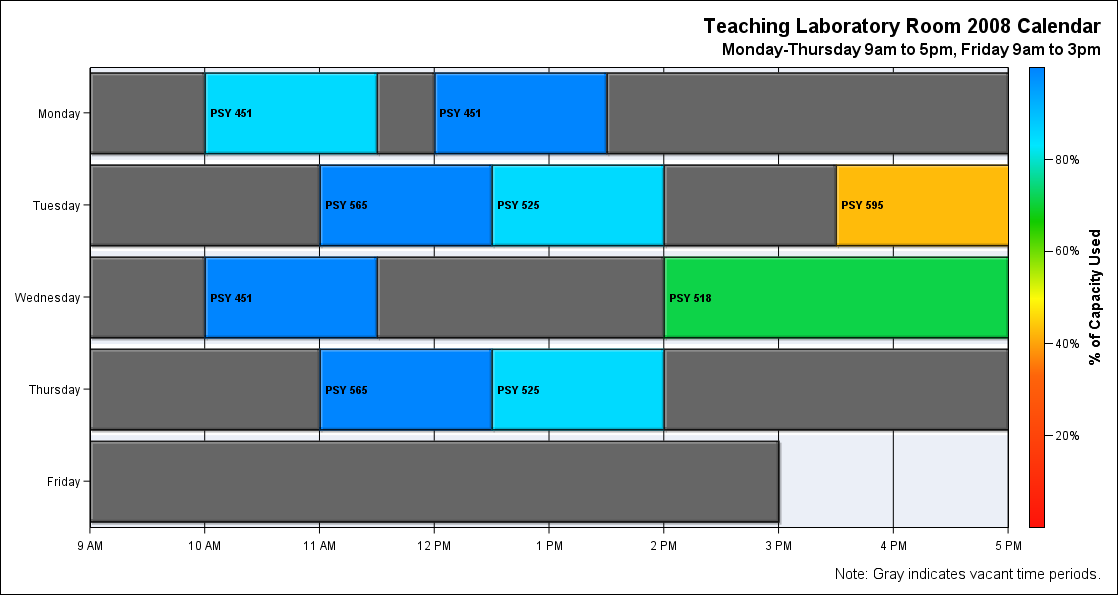 Teaching Laboratory Room 2008 Calendar
Monday-Thursday 9am to 5pm, Friday 9am to 3pm
Monday
PSY 451
PSY 451
Tuesday
PSY 565
PSY 525
PSY 595
Wednesday
PSY 451
PSY 518
Thursday
PSY 565
PSY 525
Friday
9 AM
10 AM
11 AM
12 PM
1 PM
2 PM
3 PM
4 PM
5 PM
80%
60%
40%
20%
% of Capacity Used
Note: Gray indicates vacant time periods.